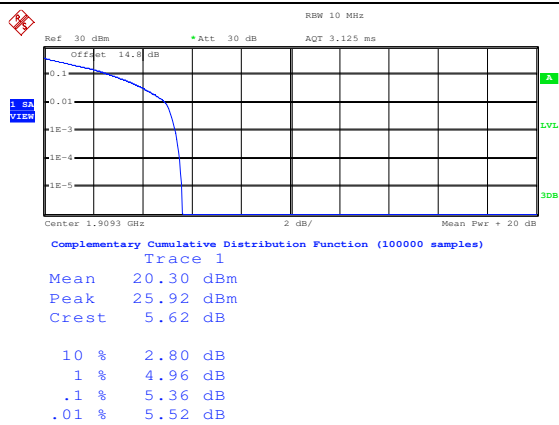 RBW 10 MHz
Ref 30 dBm *Att 30 dB AQT 3.125 ms
Offset 14.8 dB
0.1
A
0.01
1 SA
VIEW
1E-3
LVL
1E-4
1E-5
3DB
Center 1.9093 GHz 2 dB/ Mean Pwr + 20 dB
Complementary Cumulative Distribution Function (100000 samples)
Trace 1
Mean 20.30 dBm
Peak 25.92 dBm
Crest 5.62 dB
10 % 2.80 dB
1 % 4.96 dB
.1 % 5.36 dB
.01 % 5.52 dB